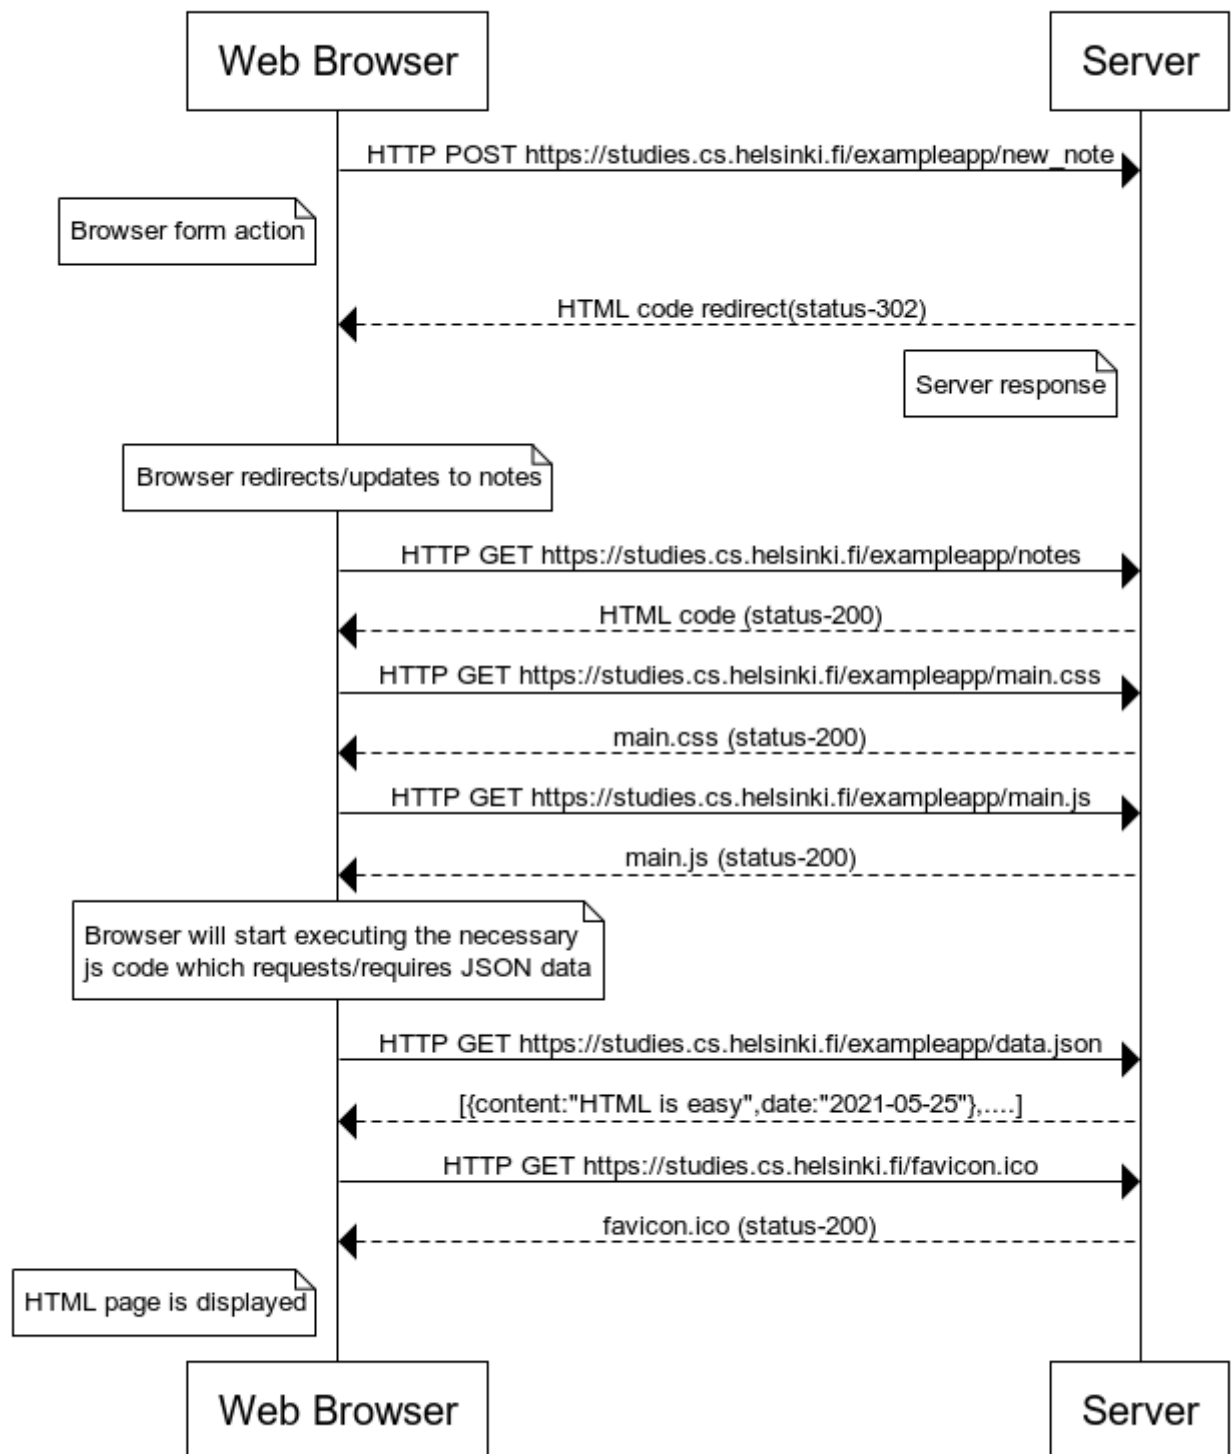 Web Browser
Server
HTTP POST https://studies.cs.helsinki.fi/exampleapp/new_note
Browser form action
HTML code redirect(status-302)
Server response
Browser redirects/updates to notes
HTTP GET https://studies.cs.helsinki.fi/exampleapp/notes
HTML code (status-200)
HTTP GET https://studies.cs.helsinki.fi/exampleapp/main.css
main.css (status-200)
HTTP GET https://studies.cs.helsinki.fi/exampleapp/main.js
main.js (status-200)
Browser will start executing the necessary
js code which requests/requires JSON data
HTTP GET https://studies.cs.helsinki.fi/exampleapp/data.json
[{content:"HTML is easy",date:"2021-05-25"},....]
HTTP GET https://studies.cs.helsinki.fi/favicon.ico
favicon.ico (status-200)
HTML page is displayed
Web Browser
Server